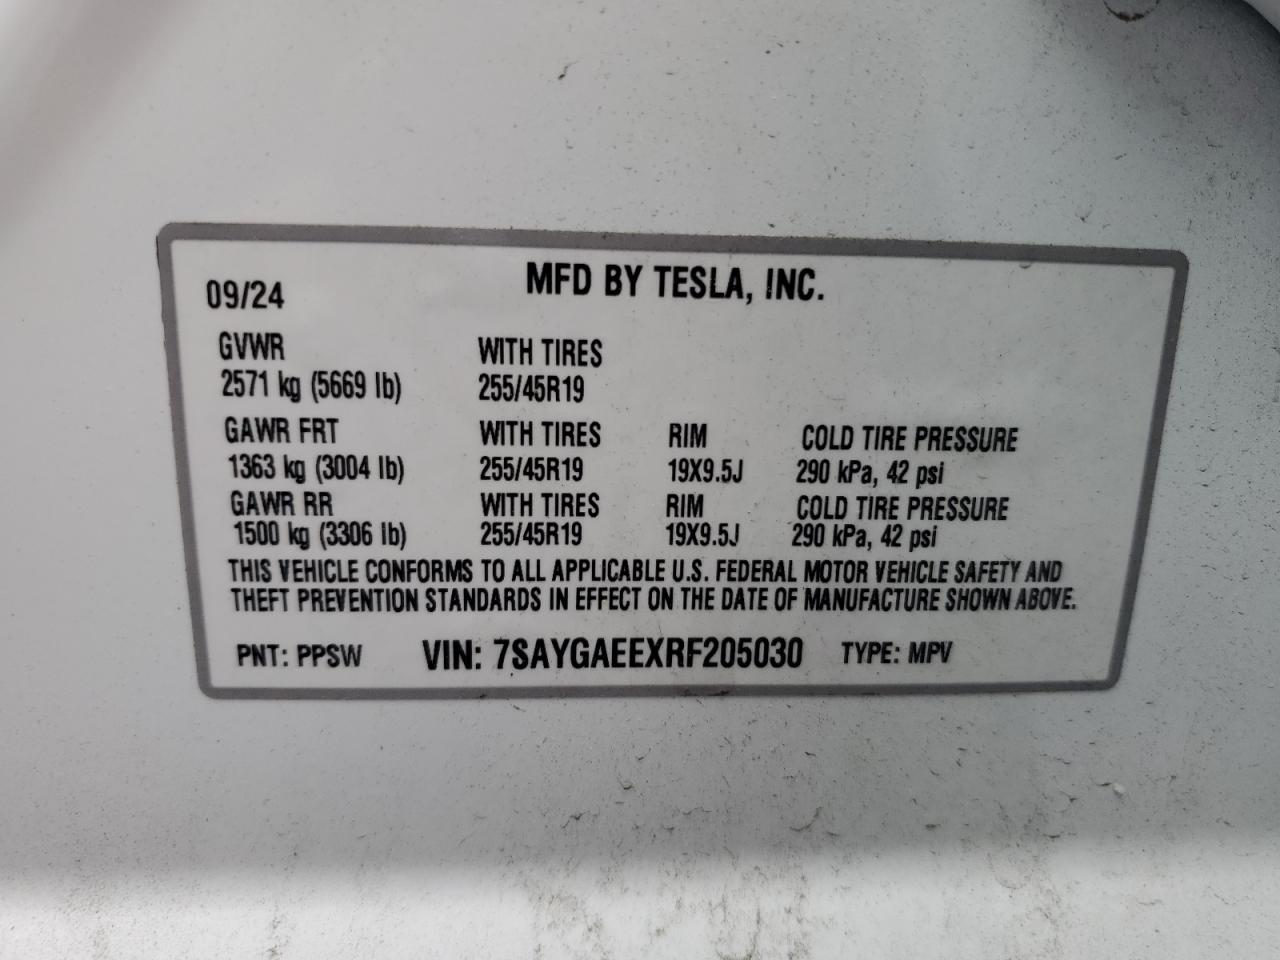 09/24 MFD BY TESLA, INC.
GVWR WITH TIRES
2571 kg (5669 lb) 255/45R19
GAWR FRT WITH TIRES RIM COLD TIRE PRESSURE
1363 kg (3004 lb) 255/45R19 19X9.5J 290 kPa, 42 psi
GAWR RR WITH TIRES RIM COLD TIRE PRESSURE
1500 kg (3306 lb) 255/45R19 19X9.5J 290 kPa, 42 psi
THIS VEHICLE CONFORMS TO ALL APPLICABLE U.S. FEDERAL MOTOR VEHICLE SAFETY AND
THEFT PREVENTION STANDARDS IN EFFECT ON THE DATE OF MANUFACTURE SHOWN ABOVE.
PNT: PPSW VIN: 7SAYGAEEXRF205030 TYPE: MPV